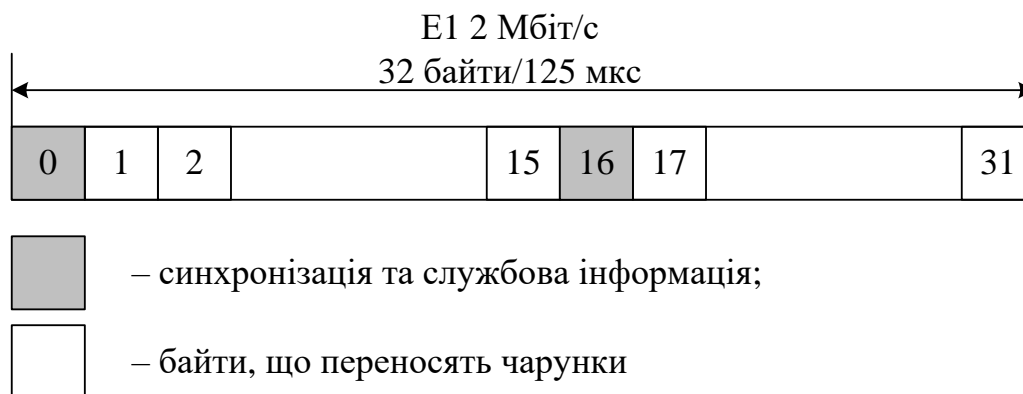 E1 2 Мбіт/с
32 байти/125 мкс
0 1 2 15 16 17 31
– синхронізація та службова інформація;
– байти, що переносять чарунки